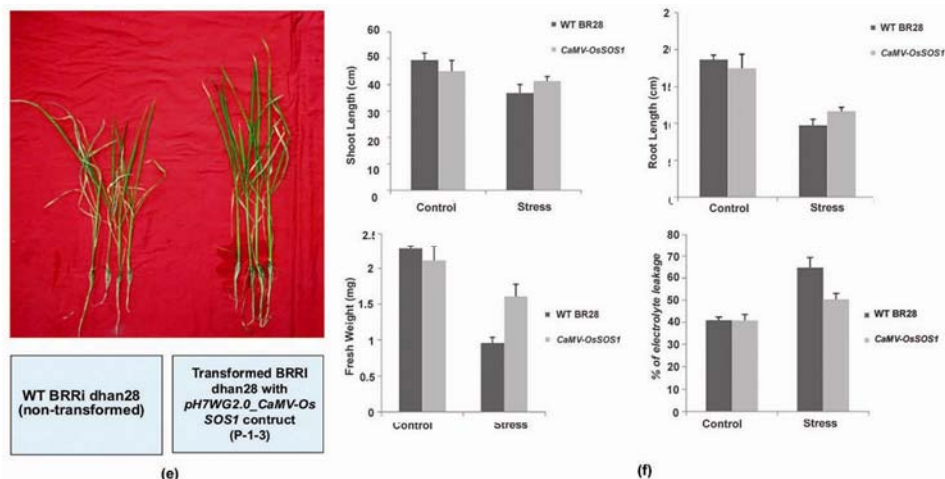 WT BRRi dhan28
(non-transformed)
Transformed BRRI
dhan28 with
pH7WG2.0_CaMV-Os
SOS1 contruct
(P-1-3)
(e)
WT BR28
CaMV-OsSOS1
Shoot Length (cm)
60
50
40
30
20
10
0
Control
Stress
WT BR28
CaMV-OsSOS1
Root Length (cm)
2
2
1
1
Control
Stress
WT BR28
CaMV-OsSOS1
Fresh Weight (mg)
2.5
2
1.5
1
0.5
0
Control
Stress
WT BR28
CaMV-OsSOS1
% of electrolyte leakage
80
70
60
50
40
30
20
10
0
Control
Stress
(f)